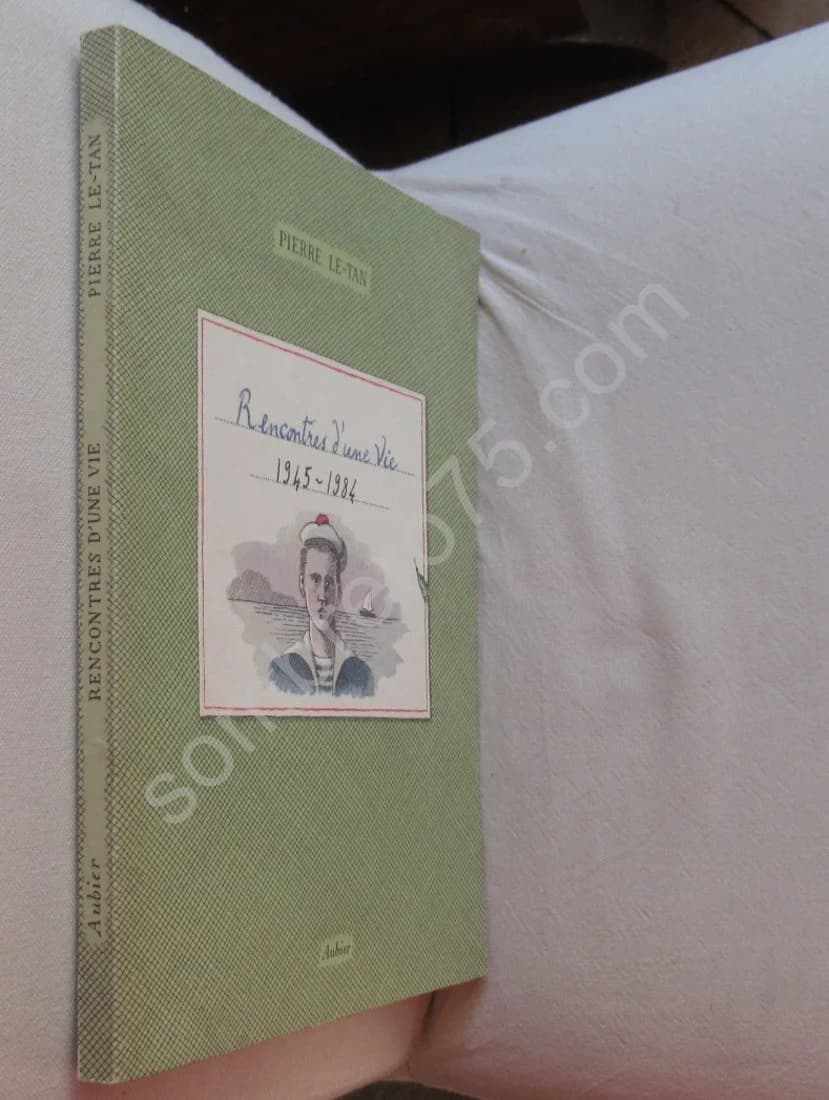 PIERRE LE-TAN
RENCONTRES D'UNE VIE
Aubier
PIERRE LE-TAN
Rencontres d'une Vie
1945~1984
Aubier